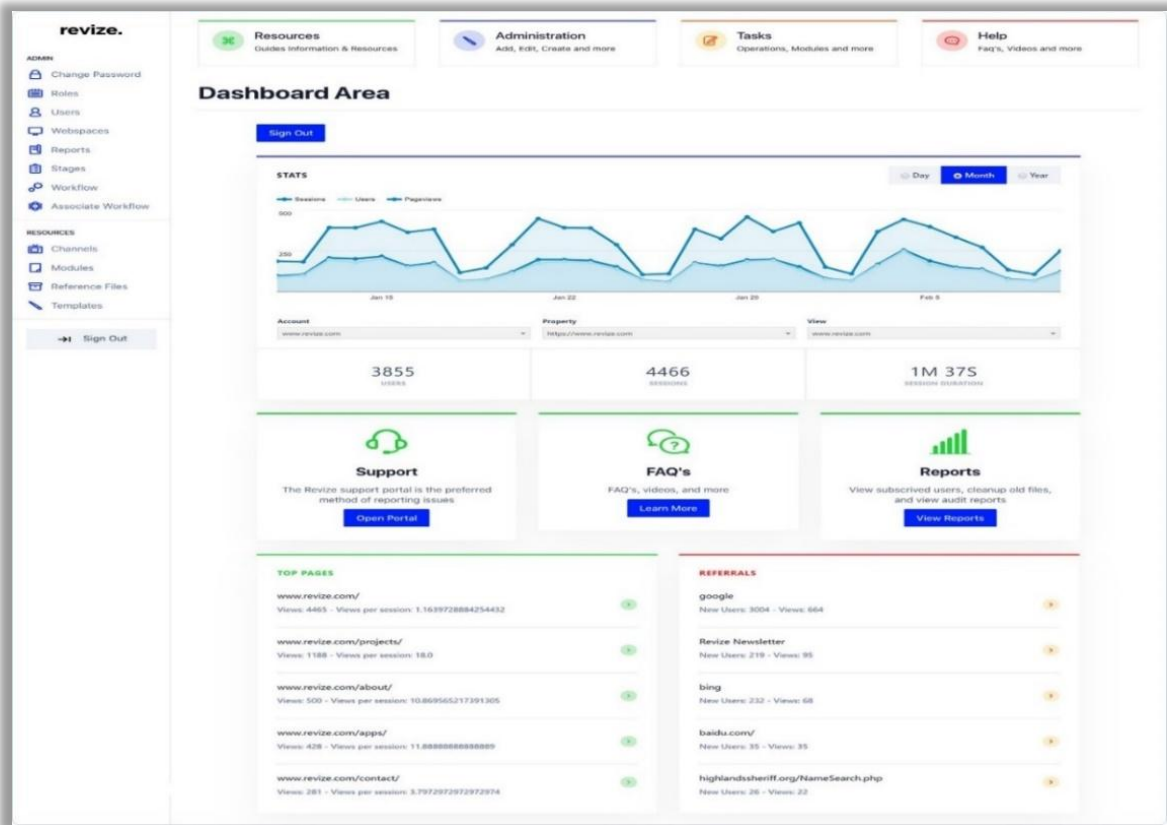 revize.
ADMIN
Change Password
Roles
Users
Webspaces
Reports
Stages
Workflow
Associate Workflow
RESOURCES
Channels
Modules
Reference Files
Templates
Sign Out
Resources
Guides Information & Resources
Administration
Add, Edit, Create and more
Tasks
Operations, Modules and more
Help
Faq's, Videos and more
Dashboard Area
Sign Out
STATS
Day Month Year
Sessions Users Pageviews
500
250
Jan 15 Jan 22 Jan 29 Feb 5
Account Property View
www.revize.com https://www.revize.com www.revize.com
3855 4466 1M 37S
USERS SESSIONS SESSION DURATION
Support
The Revize support portal is the preferred
method of reporting issues
Open Portal
FAQ's
FAQ's, videos, and more
Learn More
Reports
View subscrived users, cleanup old files,
and view audit reports
View Reports
TOP PAGES
www.revize.com/
Views: 4465 - Views per session: 1.1639728884254432
www.revize.com/projects/
Views: 1188 - Views per session: 18.0
www.revize.com/about/
Views: 500 - Views per session: 10.869565217391305
www.revize.com/apps/
Views: 428 - Views per session: 11.88888888888889
www.revize.com/contact/
Views: 281 - Views per session: 3.7972972972972974
REFERRALS
google
New Users: 3004 - Views: 664
Revize Newsletter
New Users: 219 - Views: 95
bing
New Users: 232 - Views: 68
baidu.com/
New Users: 35 - Views: 35
highlandssheriff.org/NameSearch.php
New Users: 26 - Views: 22